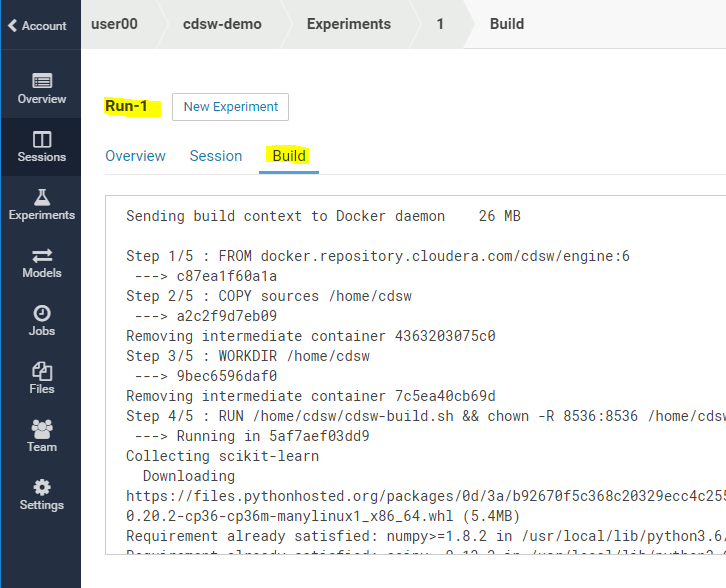 Account
user00
cdsw-demo
Experiments
1
Build
Overview
Sessions
Experiments
Models
Jobs
Files
Team
Settings
Run-1
New Experiment
Overview
Session
Build
Sending build context to Docker daemon    26 MB
Step 1/5 : FROM docker.repository.cloudera.com/cdsw/engine:6
---> c87ea1f60a1a
Step 2/5 : COPY sources /home/cdsw
---> a2c2f9d7eb09
Removing intermediate container 4363203075c0
Step 3/5 : WORKDIR /home/cdsw
---> 9bec6596daf0
Removing intermediate container 7c5ea40cb69d
Step 4/5 : RUN /home/cdsw/cdsw-build.sh && chown -R 8536:8536 /home/cdsw
---> Running in 5af7aef03dd9
Collecting scikit-learn
Downloading
https://files.pythonhosted.org/packages/0d/3a/b92670f5c368c20329ecc4c255
0.20.2-cp36-cp36m-manylinux1_x86_64.whl (5.4MB)
Requirement already satisfied: numpy>=1.8.2 in /usr/local/lib/python3.6/